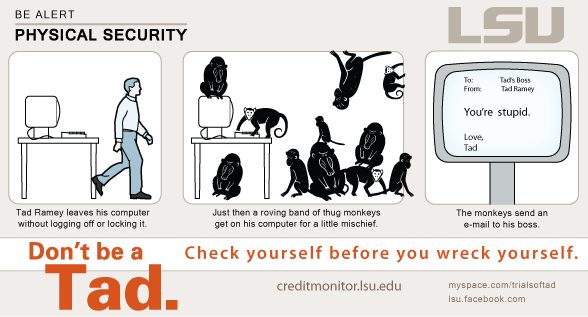 BE ALERT
PHYSICAL SECURITY
LSU
To: Tad's Boss
From: Tad Ramey
You're stupid.
Love,
Tad
Tad Ramey leaves his computer
without logging off or locking it.
Just then a roving band of thug monkeys
get on his computer for a little mischief.
The monkeys send an
e-mail to his boss.
Don't be a
Tad.
Check yourself before you wreck yourself.
creditmonitor.lsu.edu
myspace.com/trialsoftad
lsu.facebook.com